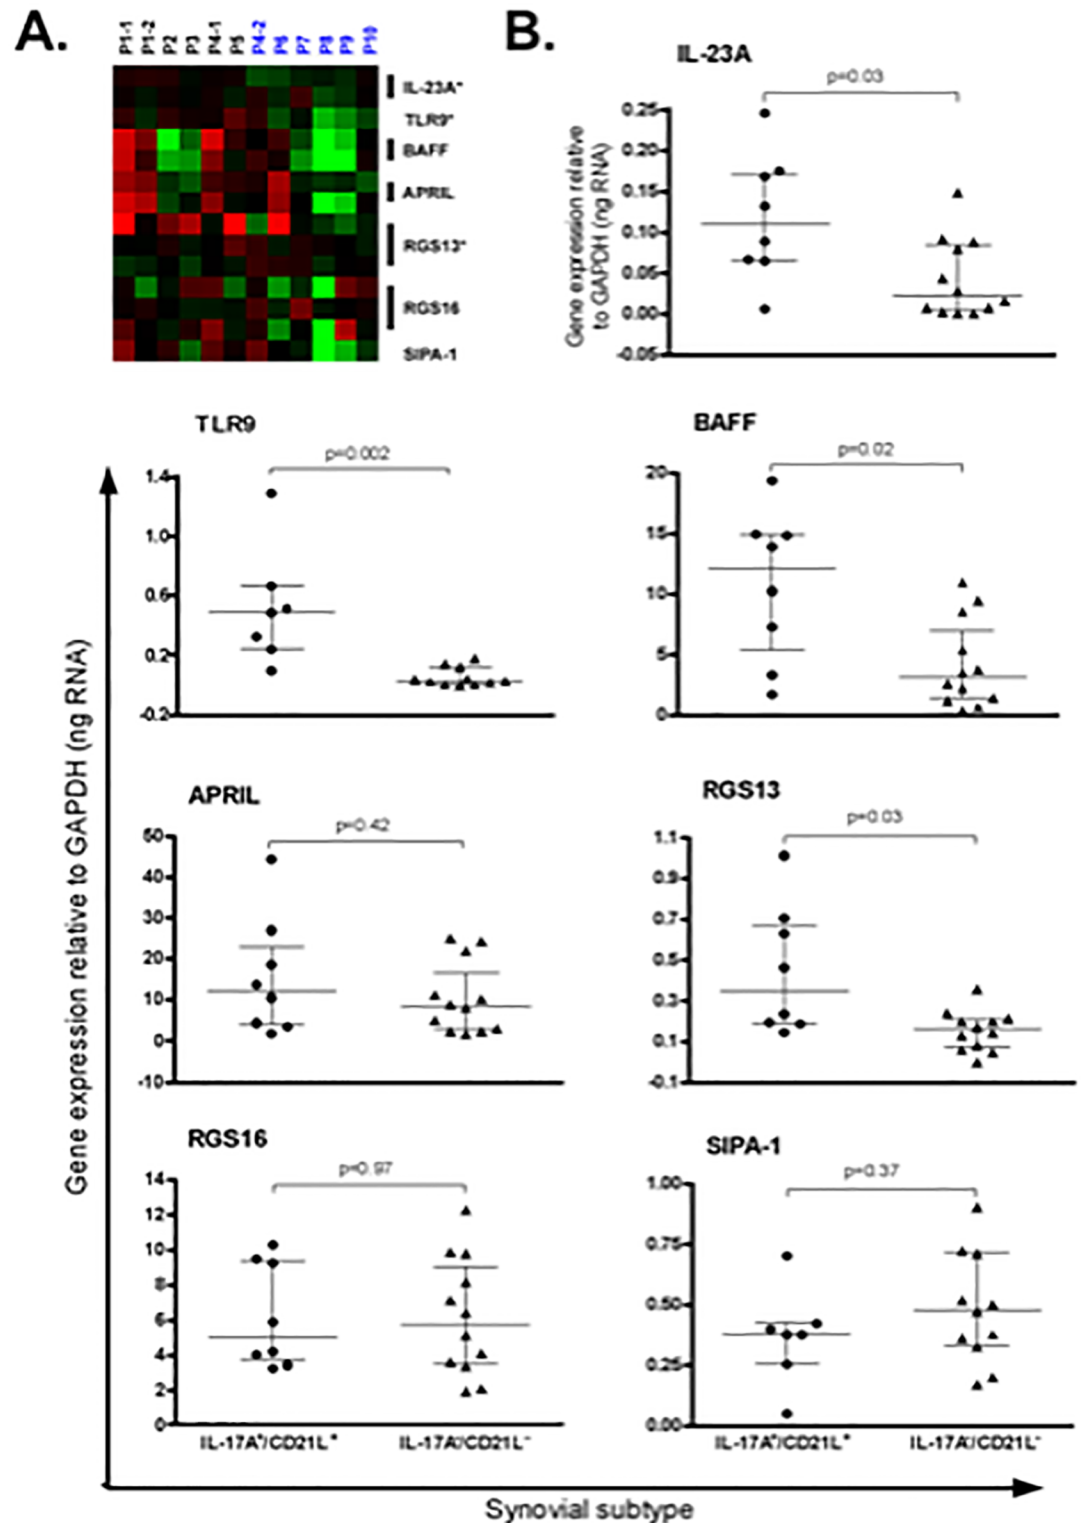 A.
P1-1 P1-2 P2 P3 P4-1 P5 P4-2 P6 P7 P8 P9 P10
IL-23A*
TLR9*
BAFF
APRIL
RGS13*
RGS16
SIPA-1
B.
IL-23A
p=0.03
Gene expression relative
to GAPDH (ng RNA)
0.25
0.20
0.15
0.10
0.05
0.00
-0.05
TLR9
p=0.002
1.4
1.0
0.6
0.2
-0.2
BAFF
p=0.02
20
15
10
5
0
APRIL
p=0.42
50
40
30
20
10
0
-10
RGS13
p=0.03
1.1
0.9
0.7
0.5
0.3
0.1
-0.1
RGS16
p=0.97
14
12
10
8
6
4
2
0
IL-17A+/CD21L+ IL-17A-/CD21L-
SIPA-1
p=0.37
1.00
0.75
0.50
0.25
0.00
IL-17A+/CD21L+ IL-17A-/CD21L-
Gene expression relative to GAPDH (ng RNA)
Synovial subtype